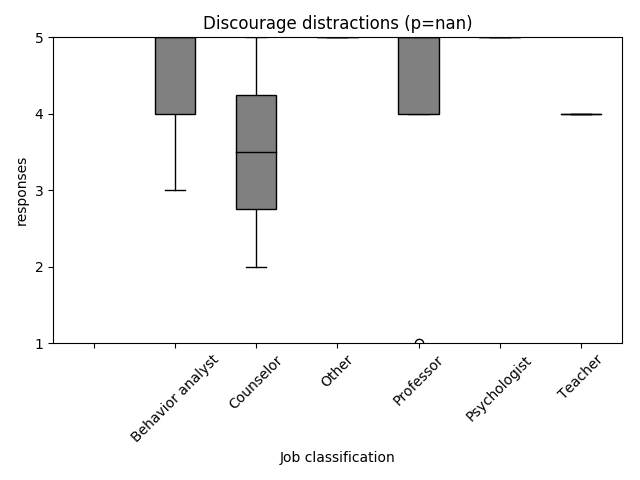 Discourage distractions (p=nan)
5
4
3
2
1
responses
Behavior analyst
Counselor
Other
Professor
Psychologist
Teacher
Job classification